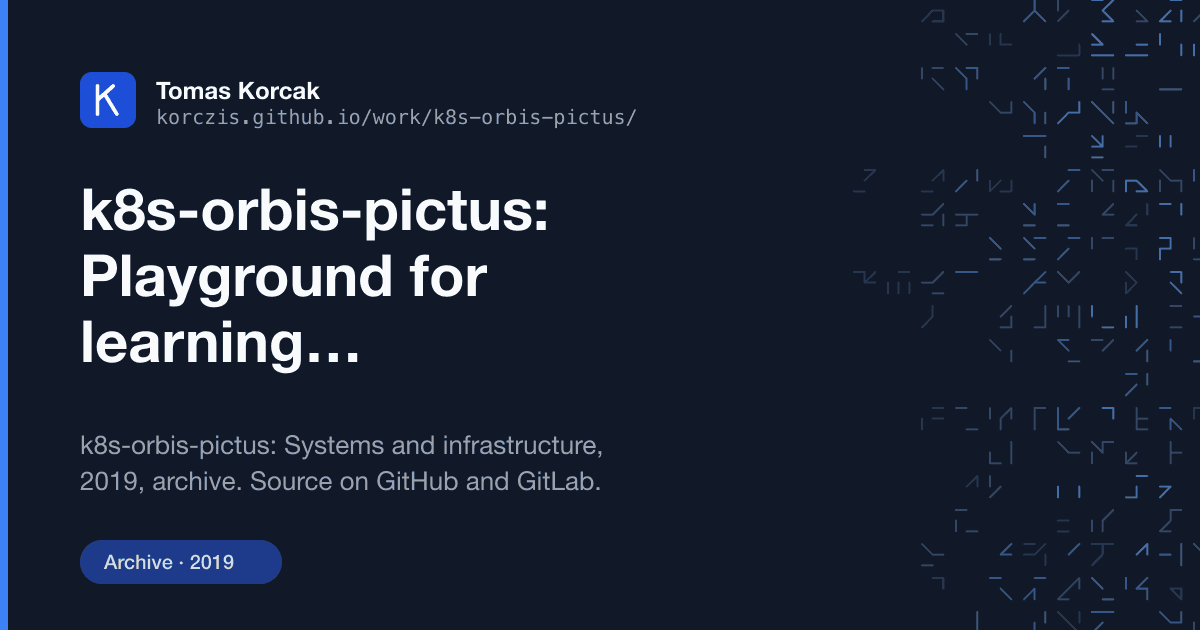 K
Tomas Korcak
korczis.github.io/work/k8s-orbis-pictus/
k8s-orbis-pictus:
Playground for
learning…
k8s-orbis-pictus: Systems and infrastructure,
2019, archive. Source on GitHub and GitLab.
Archive · 2019